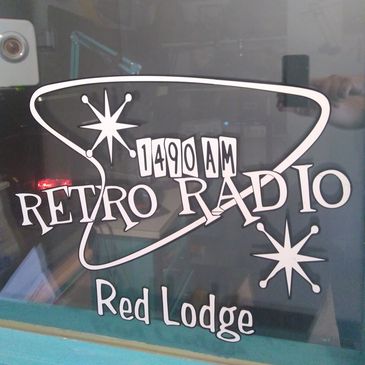 1490 AM
RETRO RADIO
Red Lodge